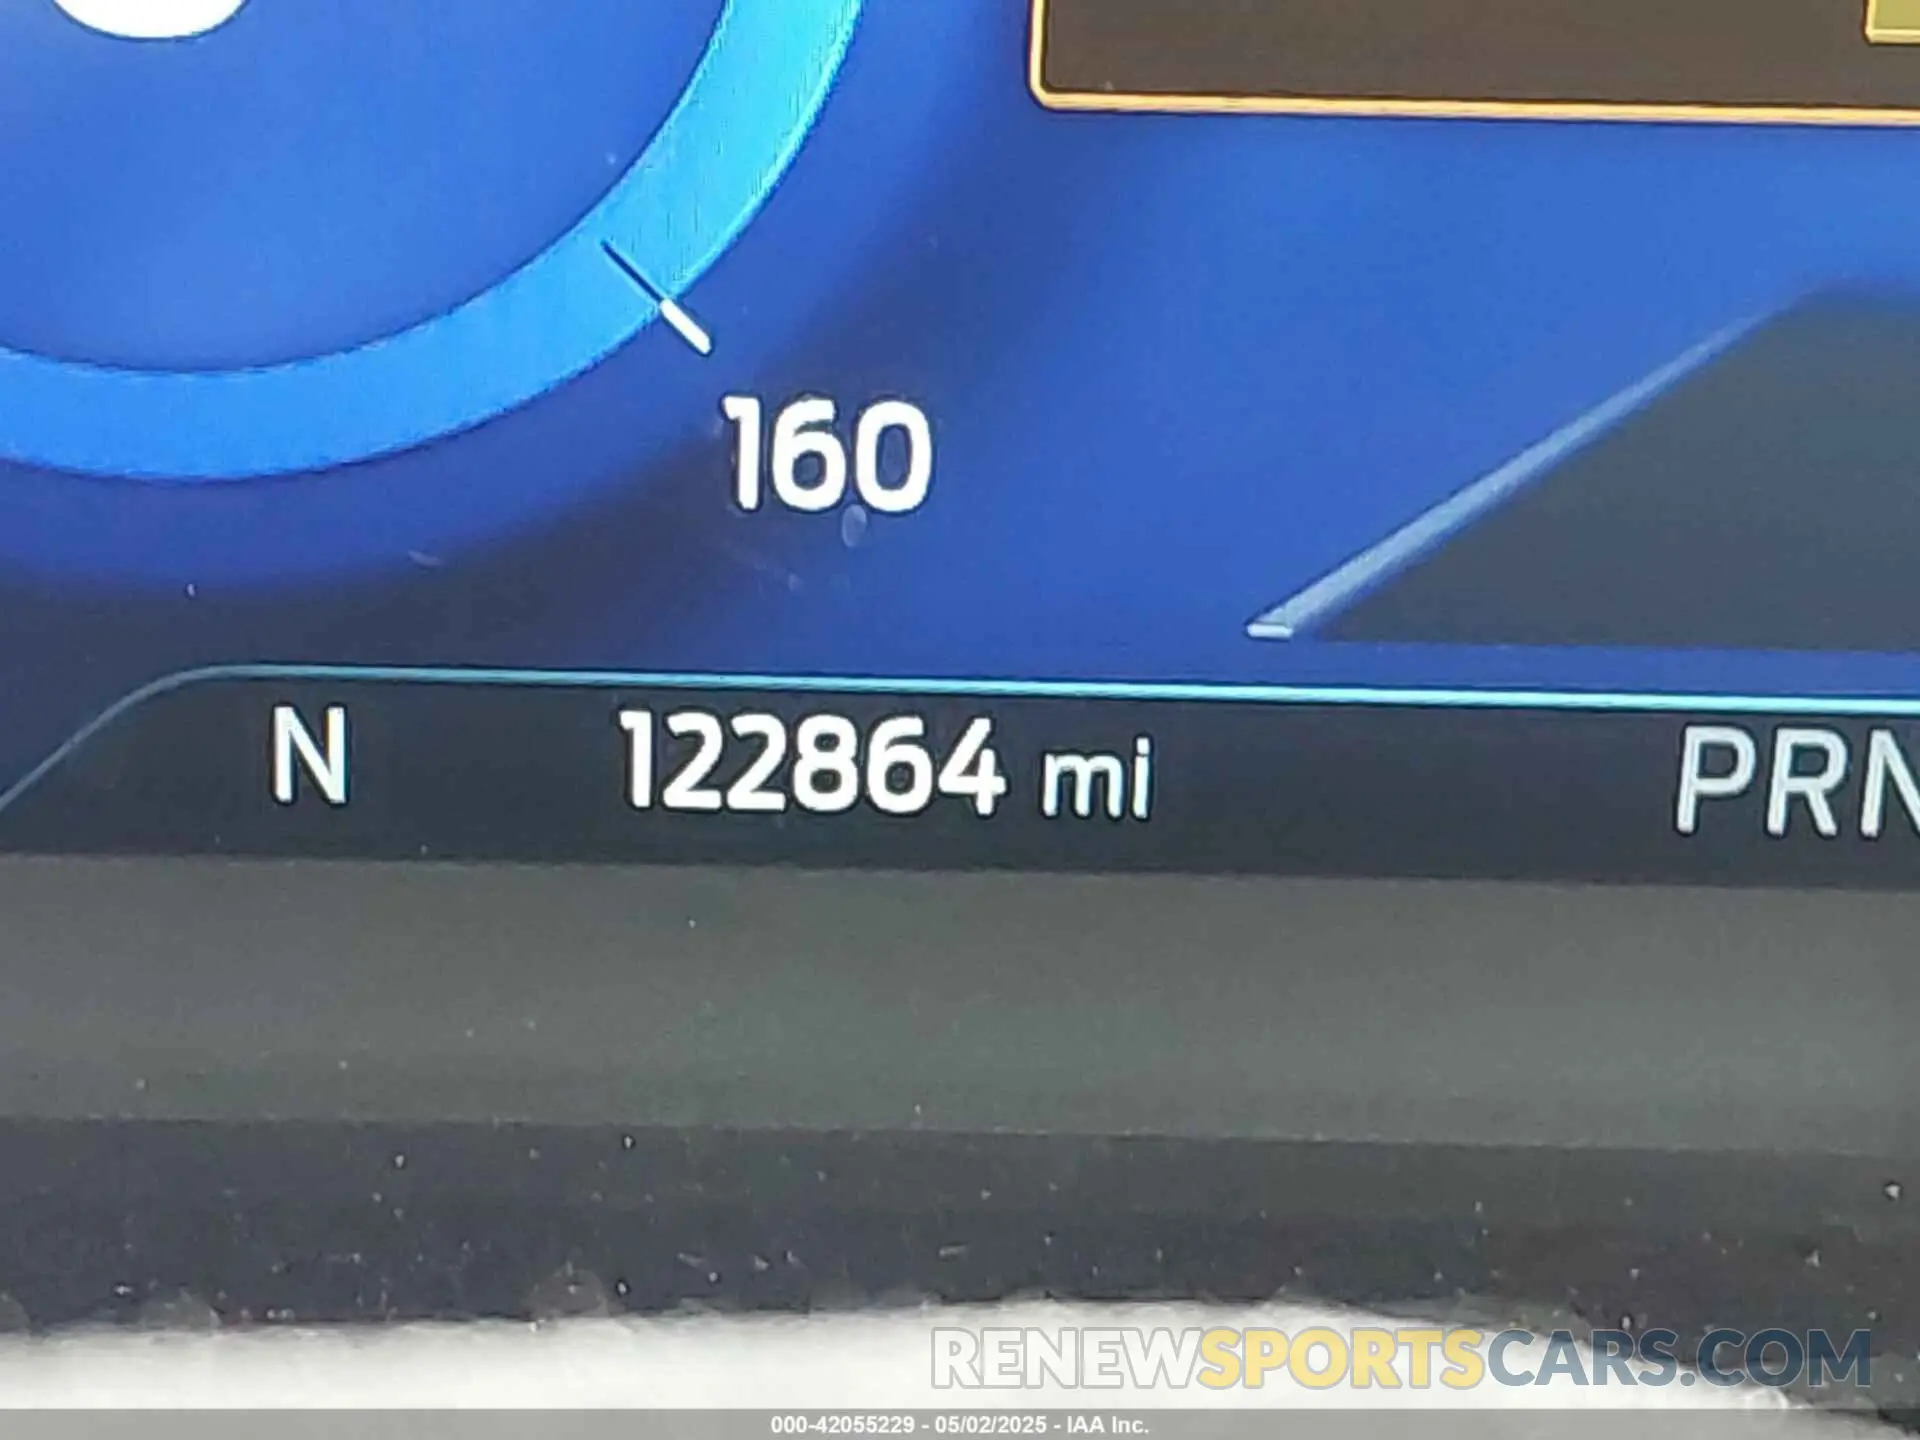 160
N 122864 mi PRN
RENEWSPORTSCARS.COM
000-42055229 - 05/02/2025 - IAA Inc.